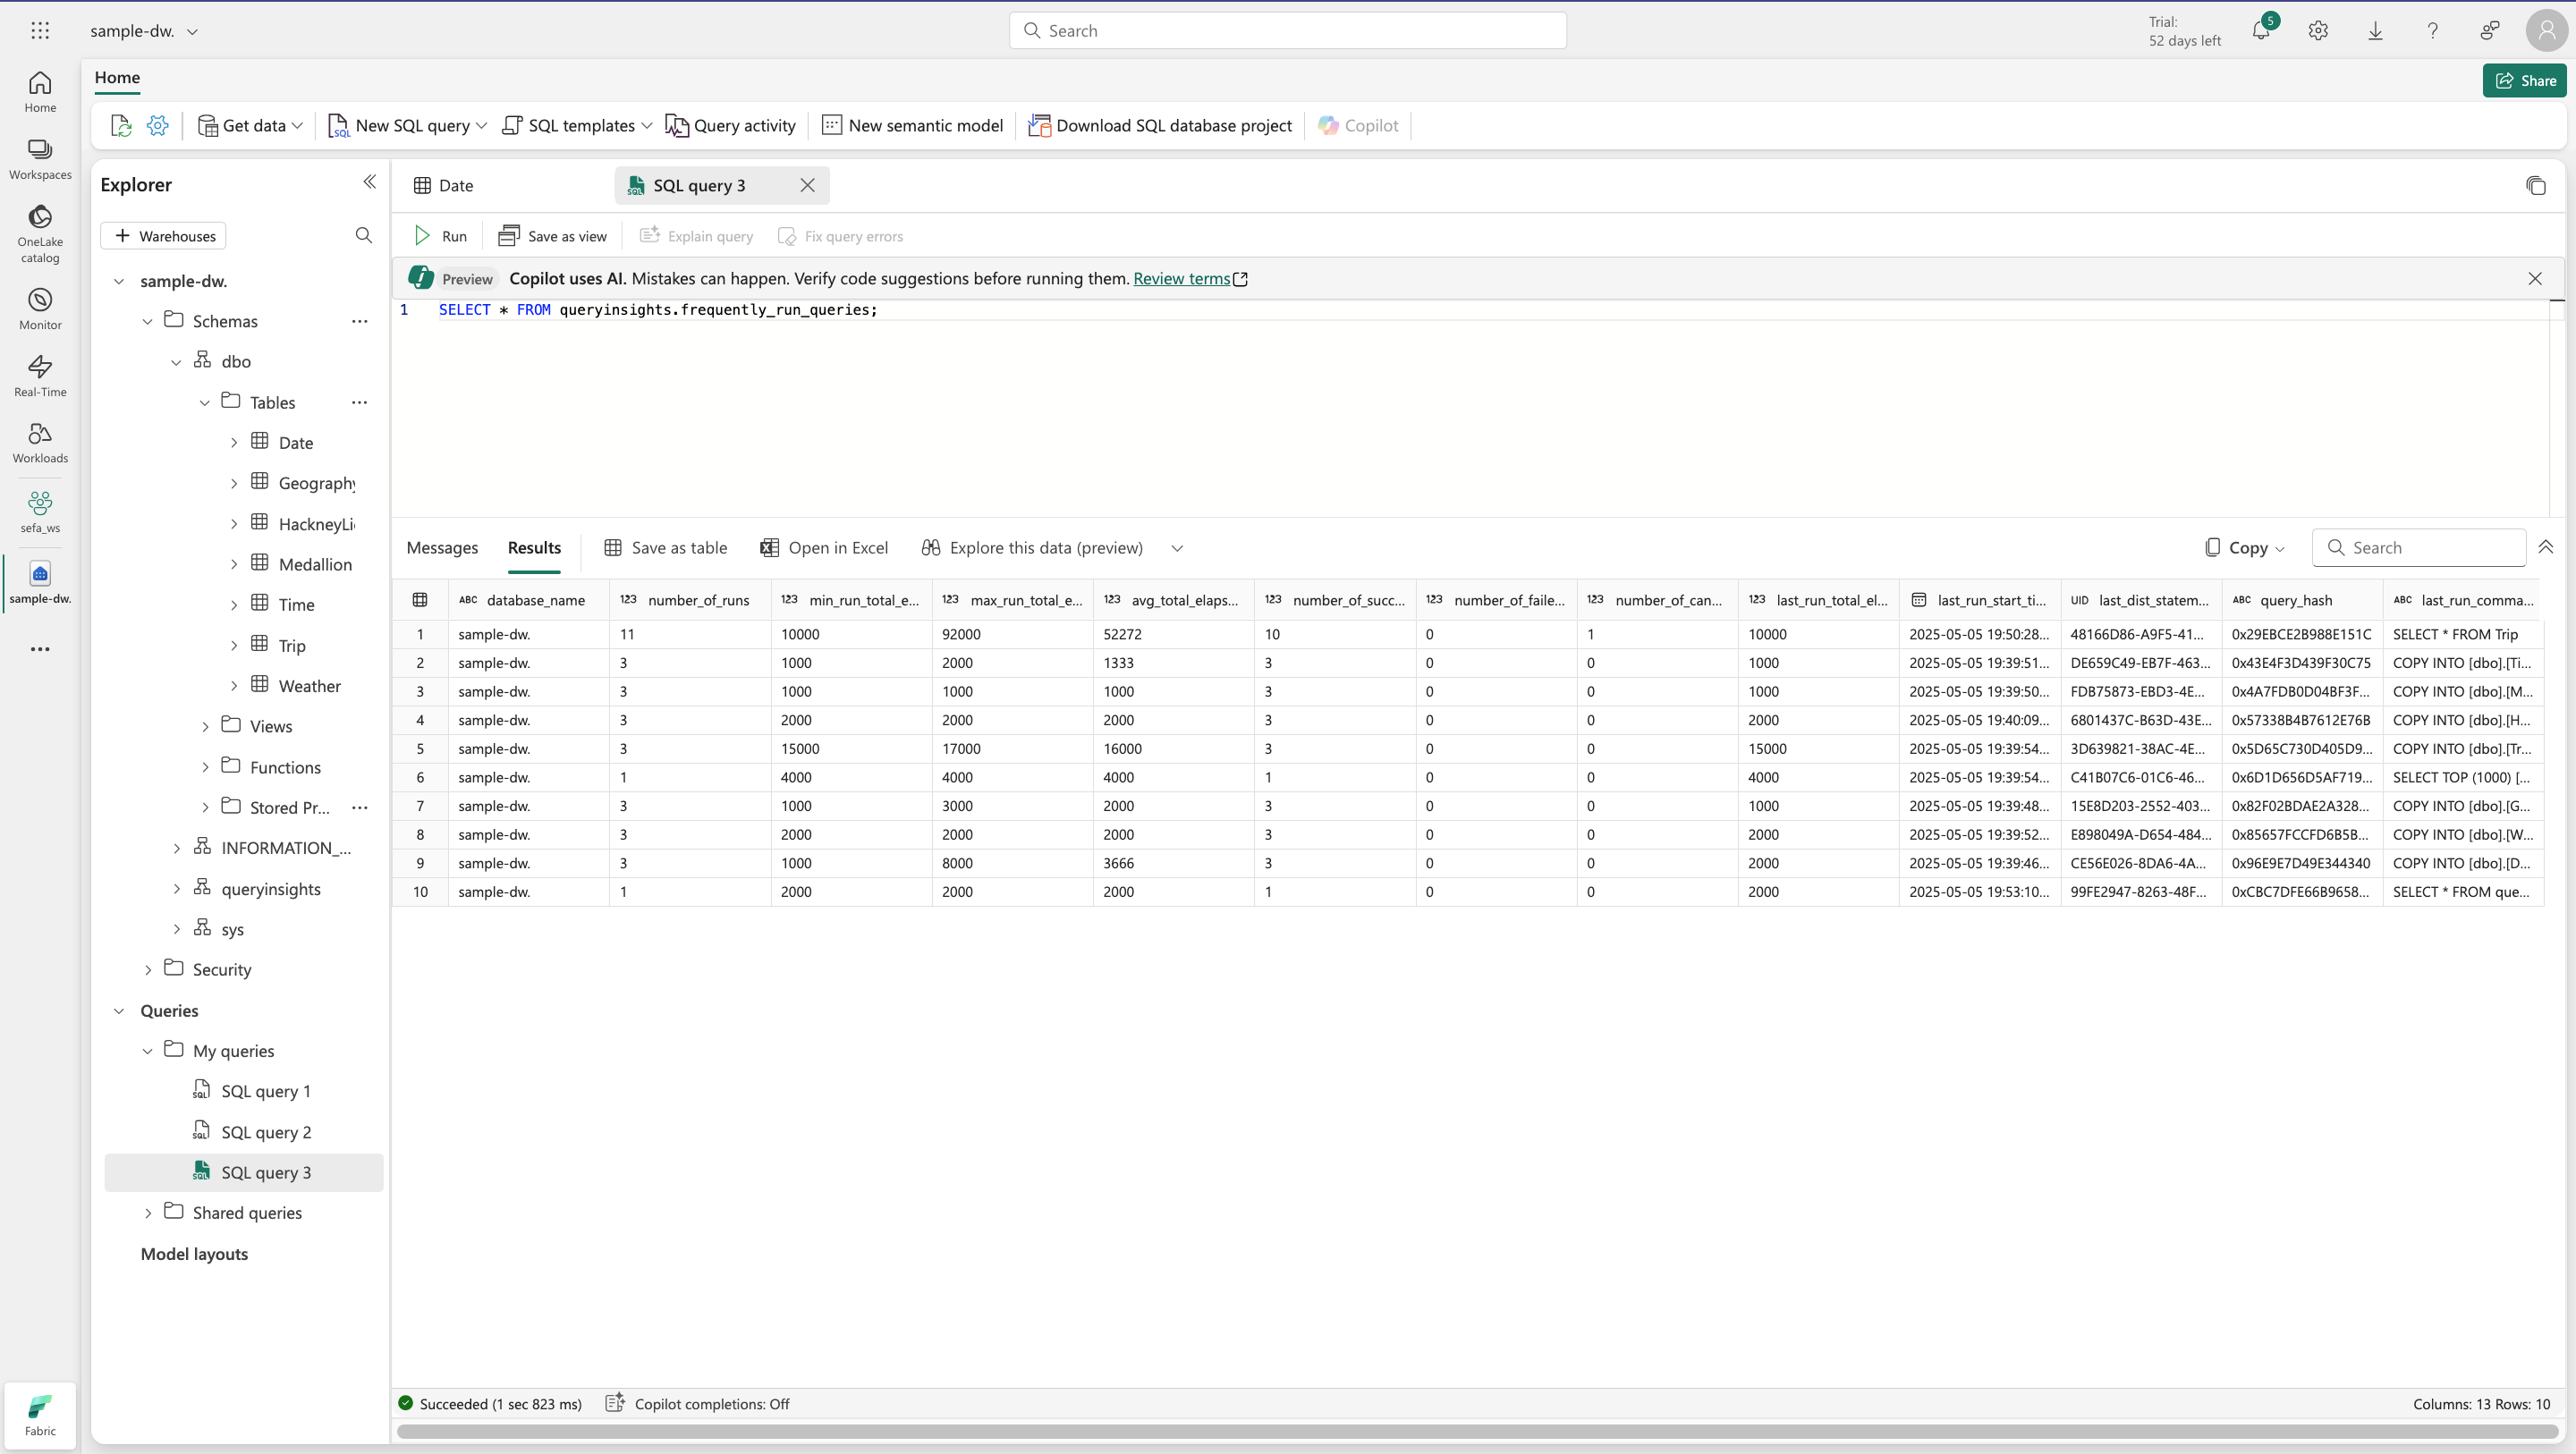 sample-dw.
Search
Trial:
52 days left
5
Home
Share
Get data
New SQL query
SQL templates
Query activity
New semantic model
Download SQL database project
Copilot
Home
Workspaces
OneLake
catalog
Monitor
Real-Time
Workloads
sefa_ws
sample-dw.
Fabric
Explorer
Warehouses
sample-dw.
Schemas
dbo
Tables
Date
Geography
HackneyLi
Medallion
Time
Trip
Weather
Views
Functions
Stored Pr...
INFORMATION_...
queryinsights
sys
Security
Queries
My queries
SQL query 1
SQL query 2
SQL query 3
Shared queries
Model layouts
Date
SQL query 3
Run
Save as view
Explain query
Fix query errors
Preview Copilot uses AI. Mistakes can happen. Verify code suggestions before running them. Review terms
1 SELECT * FROM queryinsights.frequently_run_queries;
Messages
Results
Save as table
Open in Excel
Explore this data (preview)
Copy
Search
ABC database_name 123 number_of_runs 123 min_run_total_e... 123 max_run_total_e... 123 avg_total_elaps... 123 number_of_succ... 123 number_of_faile... 123 number_of_can... 123 last_run_total_el... last_run_start_ti... UID last_dist_statem... ABC query_hash ABC last_run_comma...
1 sample-dw. 11 10000 92000 52272 10 0 1 10000 2025-05-05 19:50:28... 48166D86-A9F5-41... 0x29EBCE2B988E151C SELECT * FROM Trip
2 sample-dw. 3 1000 2000 1333 3 0 0 1000 2025-05-05 19:39:51... DE659C49-EB7F-463... 0x43E4F3D439F30C75 COPY INTO [dbo].[Ti...
3 sample-dw. 3 1000 1000 1000 3 0 0 1000 2025-05-05 19:39:50... FDB75873-EBD3-4E... 0x4A7FDB0D04BF3F... COPY INTO [dbo].[M...
4 sample-dw. 3 2000 2000 2000 3 0 0 2000 2025-05-05 19:40:09... 6801437C-B63D-43E... 0x57338B4B7612E76B COPY INTO [dbo].[H...
5 sample-dw. 3 15000 17000 16000 3 0 0 15000 2025-05-05 19:39:54... 3D639821-38AC-4E... 0x5D65C730D405D9... COPY INTO [dbo].[Tr...
6 sample-dw. 1 4000 4000 4000 1 0 0 4000 2025-05-05 19:39:54... C41B07C6-01C6-46... 0x6D1D656D5AF719... SELECT TOP (1000) [...
7 sample-dw. 3 1000 3000 2000 3 0 0 1000 2025-05-05 19:39:48... 15E8D203-2552-403... 0x82F02BDAE2A328... COPY INTO [dbo].[G...
8 sample-dw. 3 2000 2000 2000 3 0 0 2000 2025-05-05 19:39:52... E898049A-D654-484... 0x85657FCCFD6B5B... COPY INTO [dbo].[W...
9 sample-dw. 3 1000 8000 3666 3 0 0 2000 2025-05-05 19:39:46... CE56E026-8DA6-4A... 0x96E9E7D49E344340 COPY INTO [dbo].[D...
10 sample-dw. 1 2000 2000 2000 1 0 0 2000 2025-05-05 19:53:10... 99FE2947-8263-48F... 0xCBC7DFE66B9658... SELECT * FROM que...
Succeeded (1 sec 823 ms)
Copilot completions: Off
Columns: 13 Rows: 10